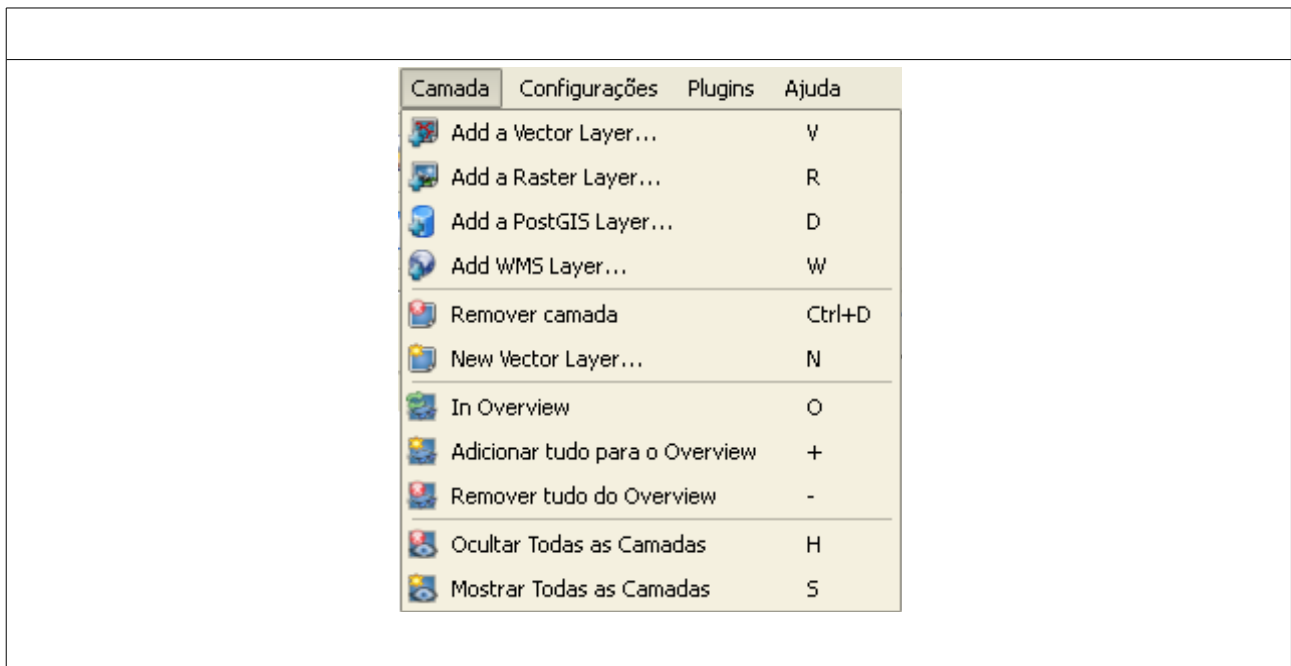 Camada Configurações Plugins Ajuda
Add a Vector Layer... V
Add a Raster Layer... R
Add a PostGIS Layer... D
Add WMS Layer... W
Remover camada Ctrl+D
New Vector Layer... N
In Overview O
Adicionar tudo para o Overview +
Remover tudo do Overview -
Ocultar Todas as Camadas H
Mostrar Todas as Camadas S